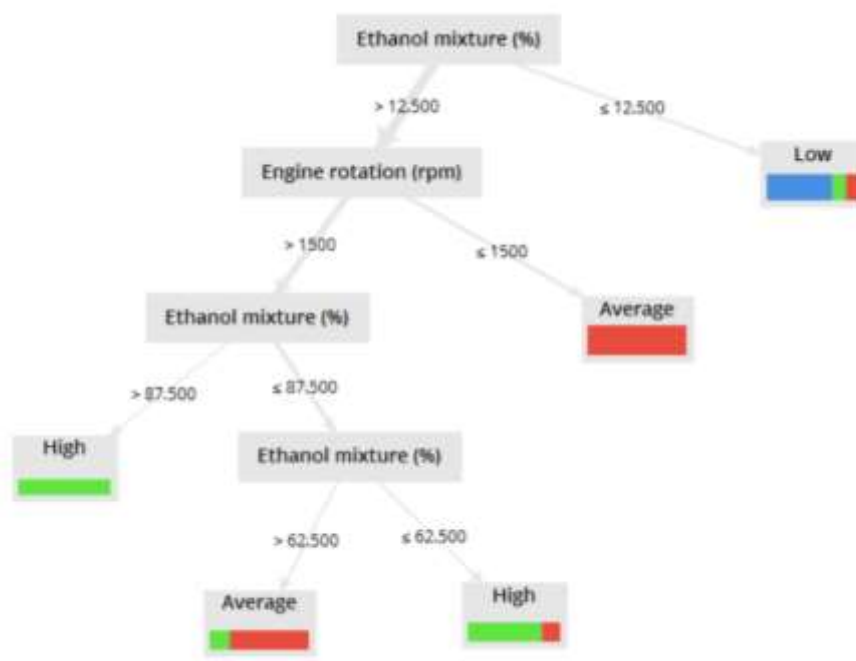 Ethanol mixture (%)
> 12.500
≤ 12.500
Low
Engine rotation (rpm)
> 1500
≤ 1500
Average
Ethanol mixture (%)
> 87.500
≤ 87.500
High
Ethanol mixture (%)
> 62.500
≤ 62.500
Average
High